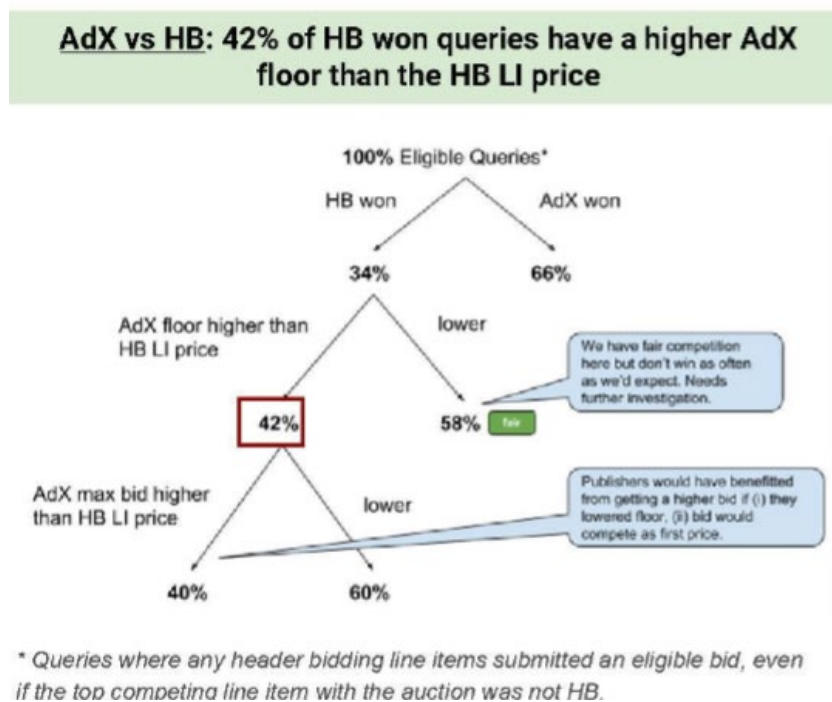 AdX vs HB: 42% of HB won queries have a higher AdX
floor than the HB LI price
100% Eligible Queries*
HB won
AdX won
34%
66%
AdX floor higher than
HB LI price
lower
We have fair competition
here but don't win as often
as we'd expect. Needs
further investigation.
42%
58%
fair
AdX max bid higher
than HB LI price
lower
Publishers would have benefitted
from getting a higher bid if (i) they
lowered floor, (ii) bid would
compete as first price.
40%
60%
* Queries where any header bidding line items submitted an eligible bid, even
if the top competing line item with the auction was not HB.